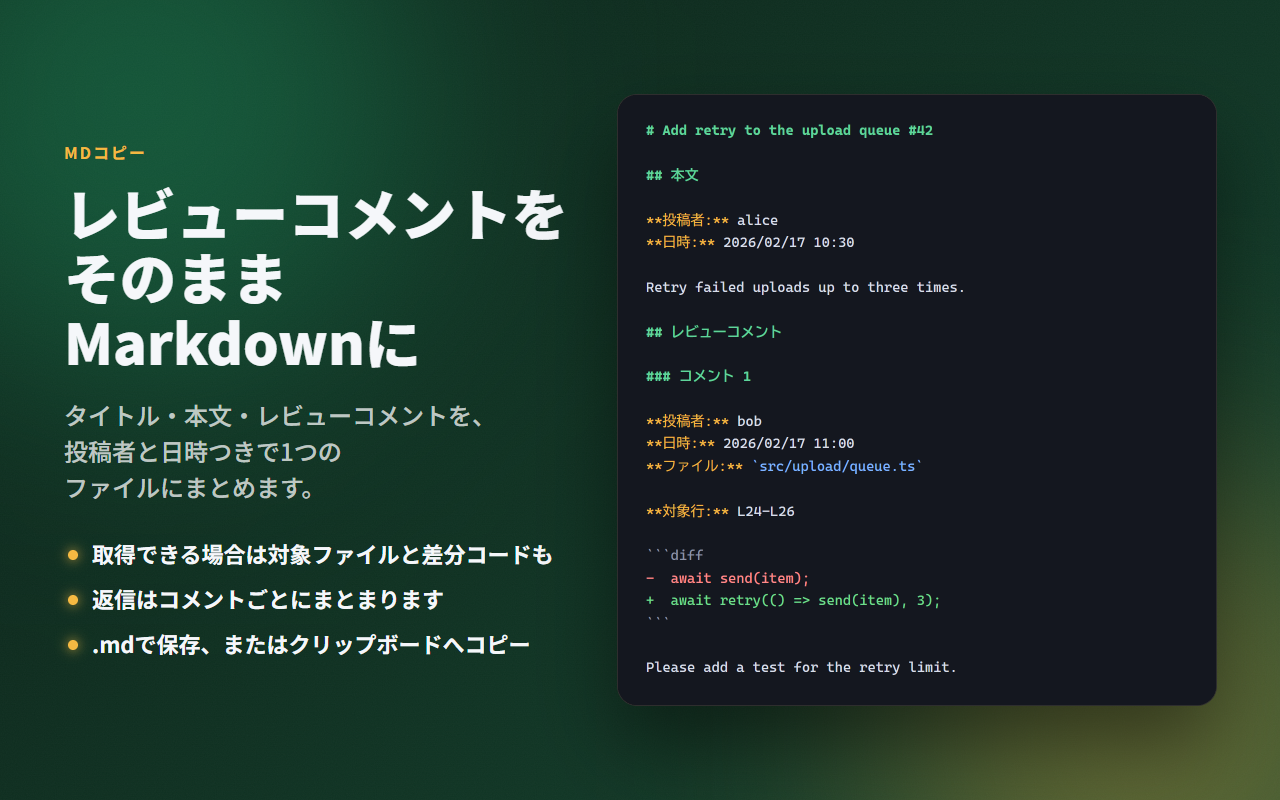 MDコピー
レビューコメントを
そのまま
Markdownに
タイトル・本文・レビューコメントを、
投稿者と日時つきで1つの
ファイルにまとめます。
取得できる場合は対象ファイルと差分コードも
返信はコメントごとにまとまります
.mdで保存、またはクリップボードへコピー
# Add retry to the upload queue #42
## 本文
**投稿者:** alice
**日時:** 2026/02/17 10:30
Retry failed uploads up to three times.
## レビューコメント
### コメント 1
**投稿者:** bob
**日時:** 2026/02/17 11:00
**ファイル:** `src/upload/queue.ts`
**対象行:** L24–L26
```diff
-  await send(item);
+  await retry(() => send(item), 3);
```
Please add a test for the retry limit.